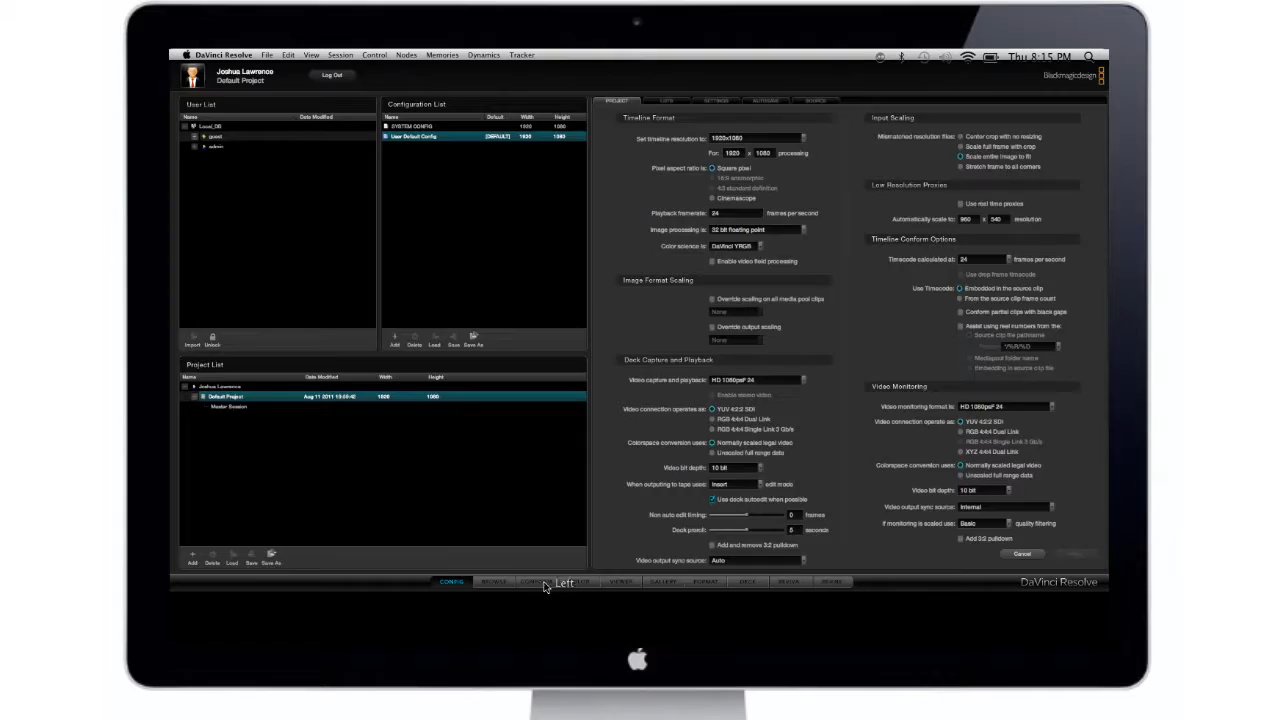 DaVinci Resolve File Edit View Session Control Nodes Memories Dynamics Tracker
Thu 8:15 PM
Joshua Lawrence
Default Project
Log Out
Blackmagicdesign
User List
Name Date Modified
Local_DB
guest
admin
Import Unlock
Configuration List
Name Default Width Height
SYSTEM CONFIG 1920 1080
User Default Config [DEFAULT] 1920 1080
Add Delete Load Save Save As
Project List
Name Date Modified Width Height
Joshua Lawrence
Default Project Aug 11 2011 1920 1080
Master Session
Add Delete Load Save Save As
PROJECT LUTS SETTINGS AUTOSAVE SOURCE
Timeline Format
Set timeline resolution to: 1920x1080
For: 1920 x 1080 processing
Pixel aspect ratio is: Square pixel
16:9 anamorphic
4:3 standard definition
Cinemascope
Playback framerate: 24 frames per second
Image processing is: 32 bit floating point
Color science is: DaVinci YRGB
Enable video field processing
Image Format Scaling
Override scaling on all media pool clips
None
Override output scaling
None
Deck Capture and Playback
Video capture and playback: HD 1080psF 24
Enable stereo video
Video connection operates as: YUV 4:2:2 SDI
RGB 4:4:4 Dual Link
RGB 4:4:4 Single Link 3 Gb/s
Colorspace conversion uses: Normally scaled legal video
Unscaled full range data
Video bit depth: 10 bit
When outputing to tape uses: Insert edit mode
Use deck autoedit when possible
Non auto edit timing: 0 frames
Deck preroll: 5 seconds
Add and remove 3:2 pulldown
Video output sync source: Auto
Input Scaling
Mismatched resolution files: Center crop with no resizing
Scale full frame with crop
Scale entire image to fit
Stretch frame to all corners
Low Resolution Proxies
Use real time proxies
Automatically scale to: 960 x 540 resolution
Timeline Conform Options
Timecode calculated at: 24 frames per second
Use drop frame timecode
Use Timecode: Embedded in the source clip
From the source clip frame count
Conform partial clips with black gaps
Assist using reel numbers from the:
Source clip pathname
Mediapool folder name
Embedding in source clip file
Video Monitoring
Video monitoring format is: HD 1080psF 24
Video connection operate as: YUV 4:2:2 SDI
RGB 4:4:4 Dual Link
RGB 4:4:4 Single Link 3 Gb/s
XYZ 4:4:4 Dual Link
Colorspace conversion uses: Normally scaled legal video
Unscaled full range data
Video bit depth: 10 bit
Video output sync source: Internal
If monitoring is scaled use: Basic quality filtering
Add 3:2 pulldown
Cancel
CONFIG BROWSE Left VIEWER GALLERY FORMAT DECK REVIVAL
DaVinci Resolve